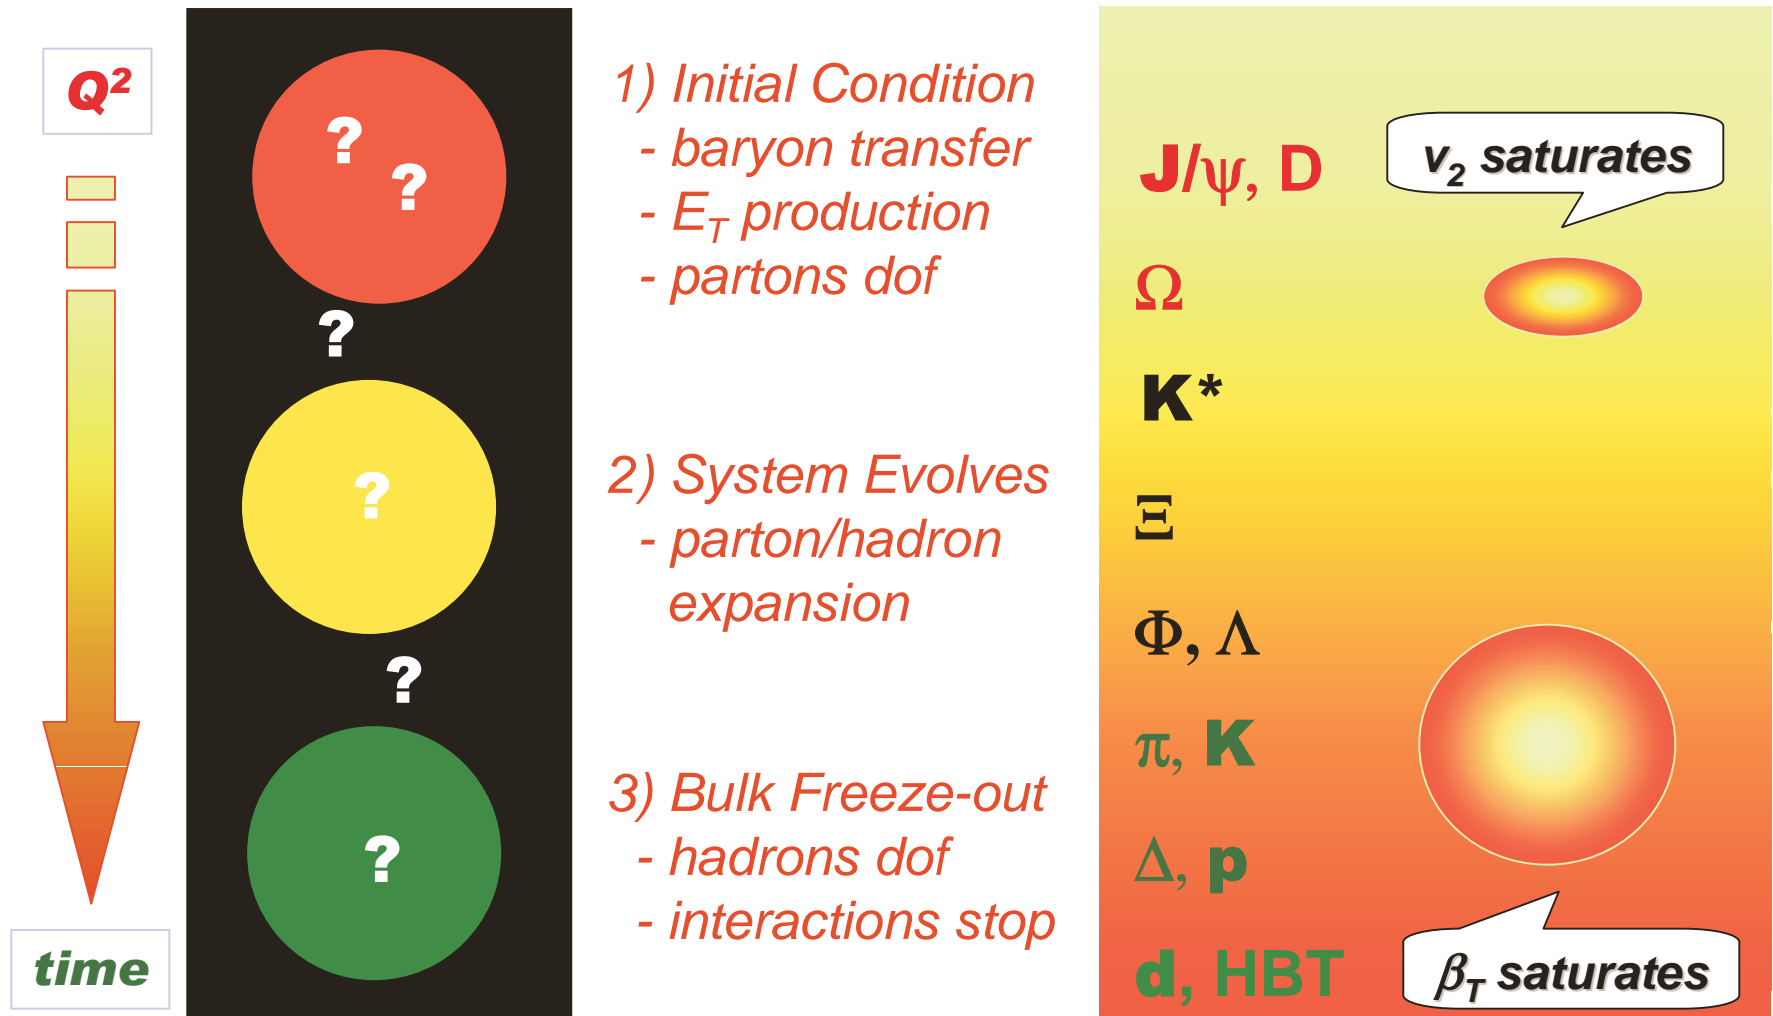 Q²
time
?
?
?
?
?
?
1) Initial Condition
- baryon transfer
- E_T production
- partons dof
2) System Evolves
- parton/hadron
expansion
3) Bulk Freeze-out
- hadrons dof
- interactions stop
J/ψ, D
Ω
K*
Ξ
Φ, Λ
π, K
Δ, p
d, HBT
v₂ saturates
β_T saturates